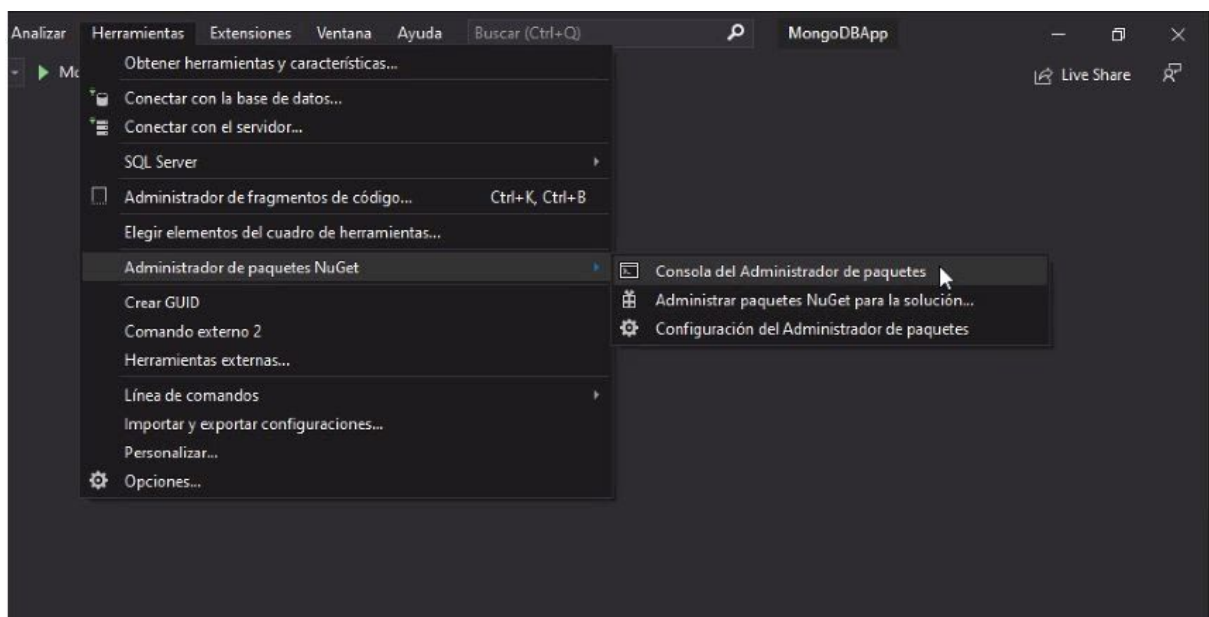 Analizar Herramientas Extensiones Ventana Ayuda Buscar (Ctrl+Q) MongoDBApp
Live Share
Obtener herramientas y características...
Conectar con la base de datos...
Conectar con el servidor...
SQL Server
Administrador de fragmentos de código... Ctrl+K, Ctrl+B
Elegir elementos del cuadro de herramientas...
Administrador de paquetes NuGet
Consola del Administrador de paquetes
Administrar paquetes NuGet para la solución...
Configuración del Administrador de paquetes
Crear GUID
Comando externo 2
Herramientas externas...
Línea de comandos
Importar y exportar configuraciones...
Personalizar...
Opciones...